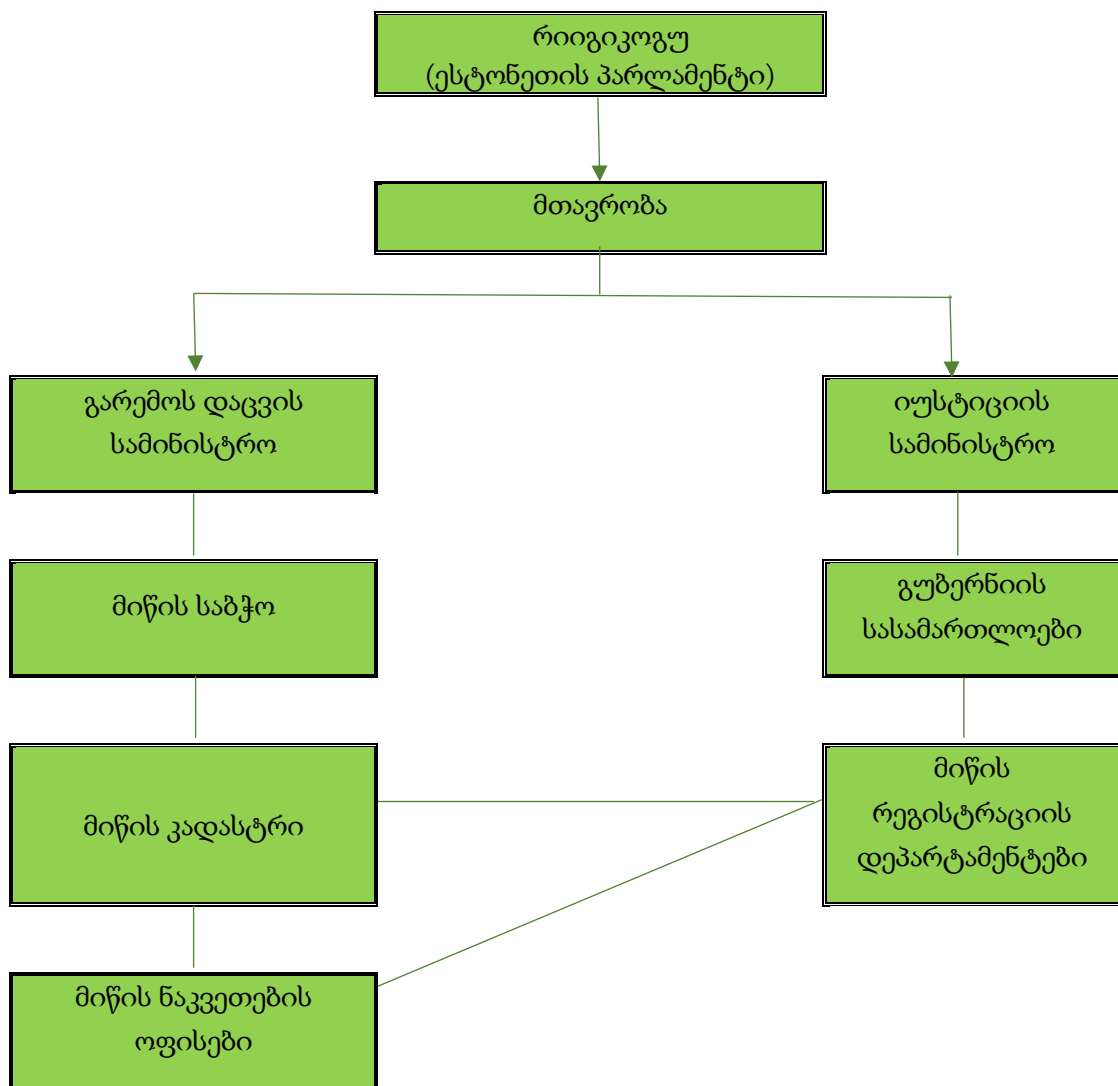 რიიგიკოგუ
(ესტონეთის პარლამენტი)
მთავრობა
გარემოს დაცვის
სამინისტრო
იუსტიციის
სამინისტრო
მიწის საბჭო
გუბერნიის
სასამართლოები
მიწის კადასტრი
მიწის
რეგისტრაციის
დეპარტამენტები
მიწის ნაკვეთების
ოფისები